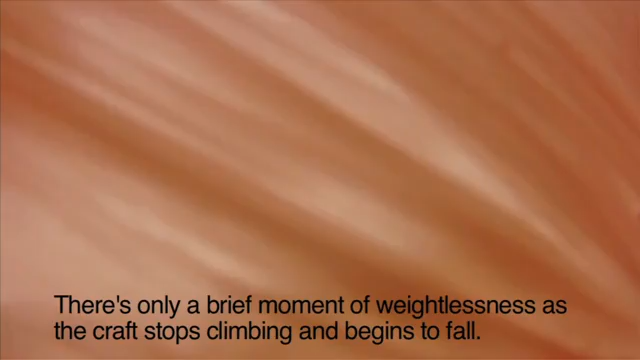 There's only a brief moment of weightlessness as
the craft stops climbing and begins to fall.